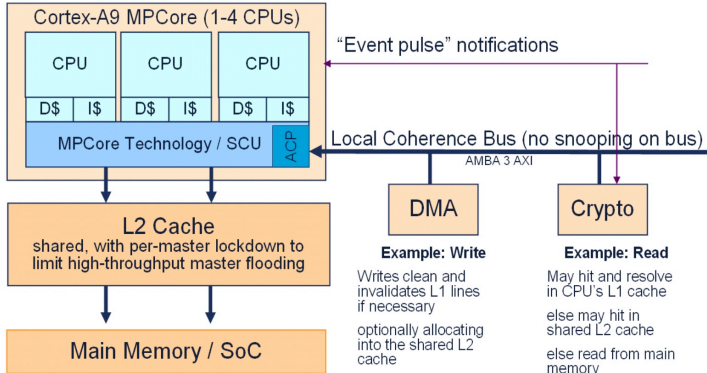 Cortex-A9 MPCore (1-4 CPUs)
CPU
CPU
CPU
D$
I$
D$
I$
D$
I$
MPCore Technology / SCU
ACP
"Event pulse" notifications
Local Coherence Bus (no snooping on bus)
AMBA 3 AXI
L2 Cache
shared, with per-master lockdown to
limit high-throughput master flooding
Main Memory / SoC
DMA
Example: Write
Writes clean and
invalidates L1 lines
if necessary
optionally allocating
into the shared L2
cache
Crypto
Example: Read
May hit and resolve
in CPU's L1 cache
else may hit in
shared L2 cache
else read from main
memory